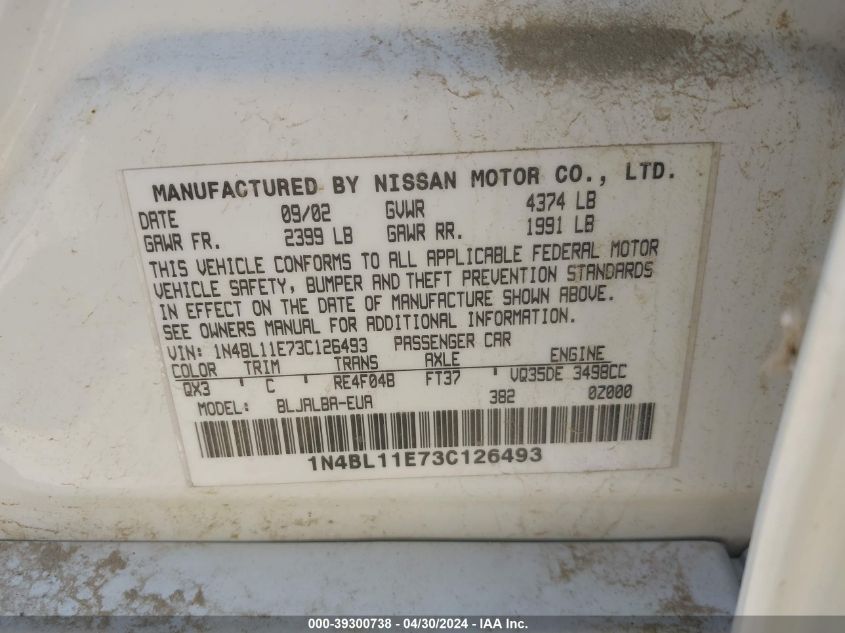 MANUFACTURED BY NISSAN MOTOR CO., LTD.
DATE 09/02 GVWR 4374 LB
GAWR FR. 2399 LB GAWR RR. 1991 LB
THIS VEHICLE CONFORMS TO ALL APPLICABLE FEDERAL MOTOR
VEHICLE SAFETY, BUMPER AND THEFT PREVENTION STANDARDS
IN EFFECT ON THE DATE OF MANUFACTURE SHOWN ABOVE.
SEE OWNERS MANUAL FOR ADDITIONAL INFORMATION.
VIN: 1N4BL11E73C126493 PASSENGER CAR
COLOR TRIM TRANS AXLE ENGINE
QX3 C RE4F04B FT37 VQ35DE 3498CC
MODEL: BLJALBA-EUA 382 0Z000
1N4BL11E73C126493
000-39300738 - 04/30/2024 - IAAI.com